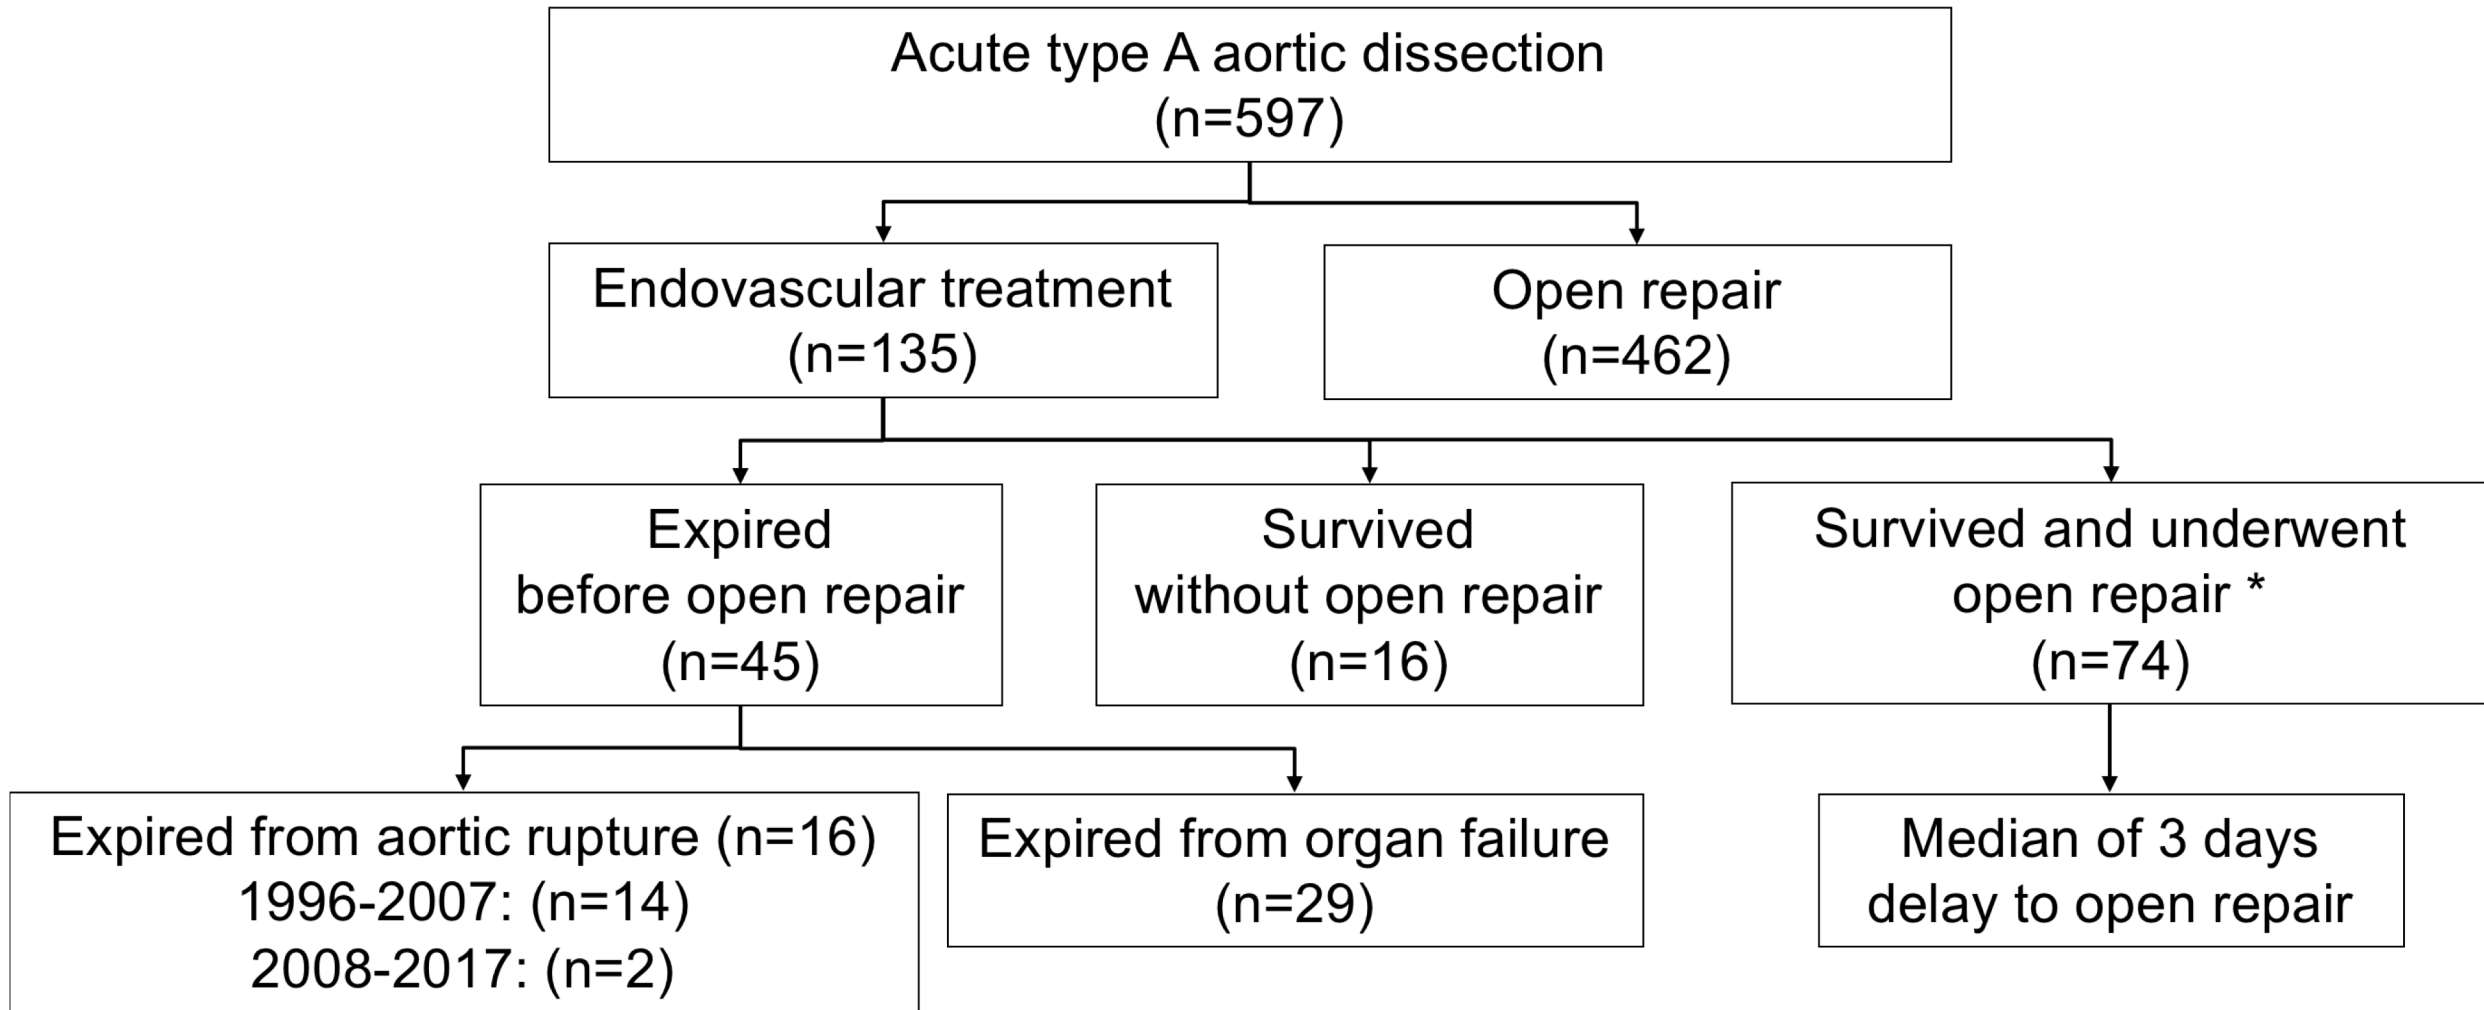 Acute type A aortic dissection
(n=597)
Endovascular treatment
(n=135)
Open repair
(n=462)
Expired
before open repair
(n=45)
Survived
without open repair
(n=16)
Survived and underwent
open repair *
(n=74)
Expired from aortic rupture (n=16)
1996-2007: (n=14)
2008-2017: (n=2)
Expired from organ failure
(n=29)
Median of 3 days
delay to open repair